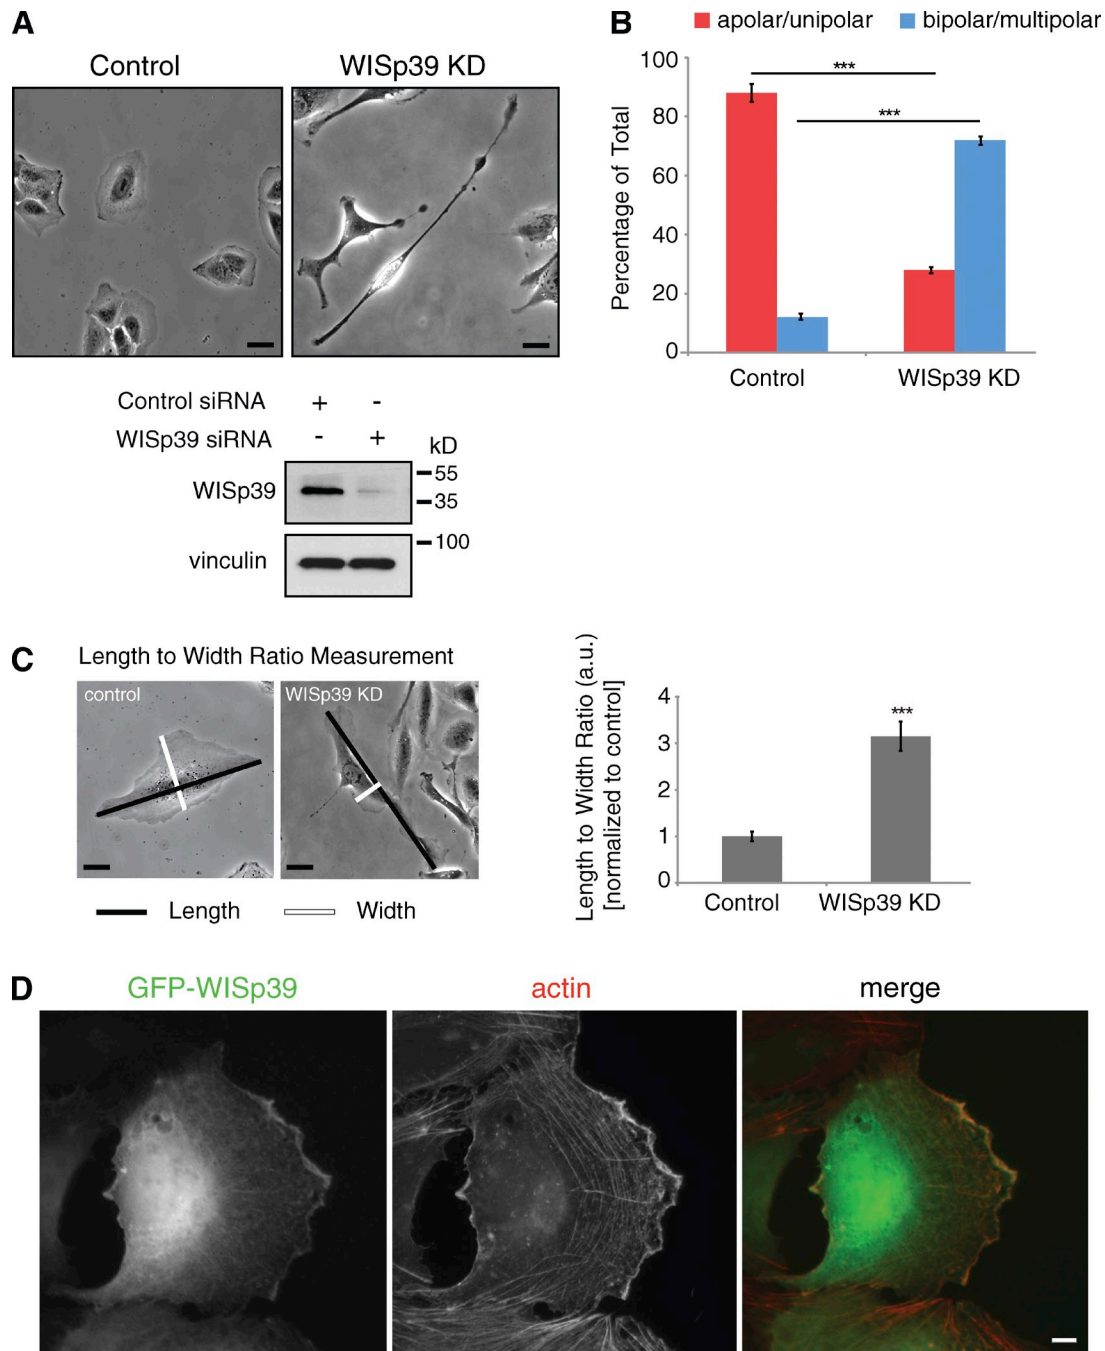 A
Control
WISp39 KD
Control siRNA + -
WISp39 siRNA - +
kD
WISp39
55
35
vinculin
100
B
apolar/unipolar
bipolar/multipolar
Percentage of Total
100
80
60
40
20
0
***
***
Control
WISp39 KD
C
Length to Width Ratio Measurement
control
WISp39 KD
Length
Width
Length to Width Ratio (a.u.)
[normalized to control]
4
3
2
1
0
***
Control
WISp39 KD
D
GFP-WISp39
actin
merge